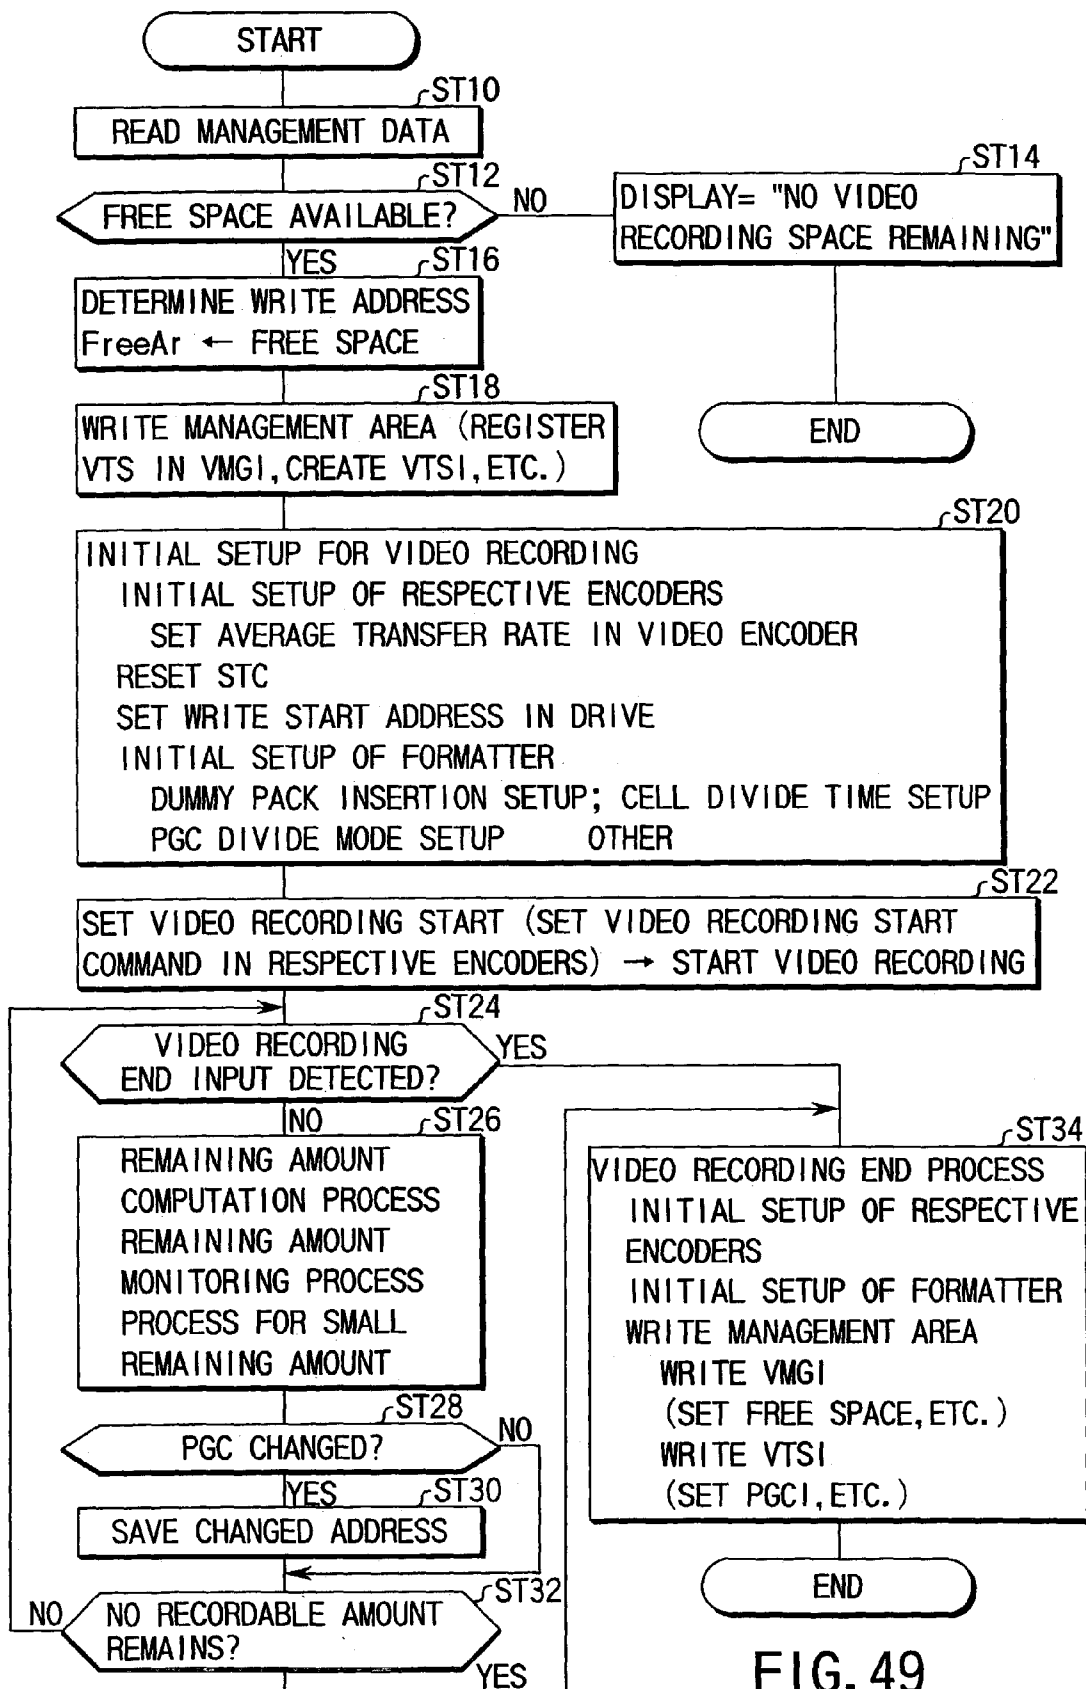 START
ST10
READ MANAGEMENT DATA
ST12
FREE SPACE AVAILABLE?
NO
ST14
DISPLAY= "NO VIDEO
RECORDING SPACE REMAINING"
END
YES
ST16
DETERMINE WRITE ADDRESS
FreeAr ← FREE SPACE
ST18
WRITE MANAGEMENT AREA (REGISTER
VTS IN VMGI, CREATE VTSI, ETC.)
ST20
INITIAL SETUP FOR VIDEO RECORDING
INITIAL SETUP OF RESPECTIVE ENCODERS
SET AVERAGE TRANSFER RATE IN VIDEO ENCODER
RESET STC
SET WRITE START ADDRESS IN DRIVE
INITIAL SETUP OF FORMATTER
DUMMY PACK INSERTION SETUP; CELL DIVIDE TIME SETUP
PGC DIVIDE MODE SETUP OTHER
ST22
SET VIDEO RECORDING START (SET VIDEO RECORDING START
COMMAND IN RESPECTIVE ENCODERS) → START VIDEO RECORDING
ST24
VIDEO RECORDING
END INPUT DETECTED?
YES
NO
ST26
REMAINING AMOUNT
COMPUTATION PROCESS
REMAINING AMOUNT
MONITORING PROCESS
PROCESS FOR SMALL
REMAINING AMOUNT
ST28
PGC CHANGED?
NO
YES
ST30
SAVE CHANGED ADDRESS
ST32
NO
NO RECORDABLE AMOUNT
REMAINS?
YES
ST34
VIDEO RECORDING END PROCESS
INITIAL SETUP OF RESPECTIVE
ENCODERS
INITIAL SETUP OF FORMATTER
WRITE MANAGEMENT AREA
WRITE VMGI
(SET FREE SPACE, ETC.)
WRITE VTSI
(SET PGCI, ETC.)
END
FIG. 49